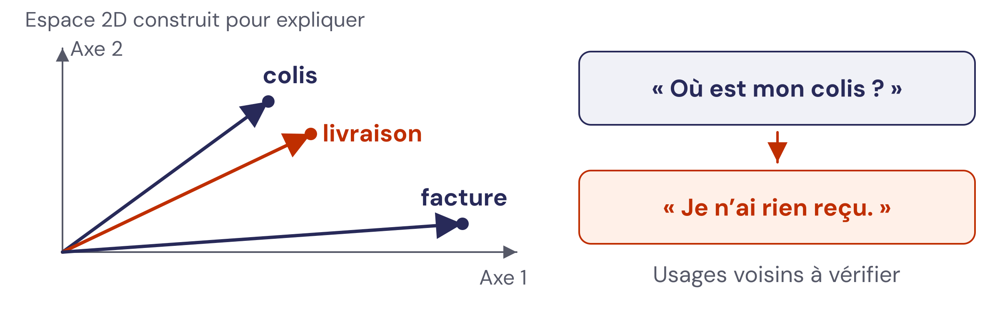 Espace 2D construit pour expliquer
Axe 2
colis
livraison
facture
Axe 1
« Où est mon colis ? »
« Je n’ai rien reçu. »
Usages voisins à vérifier